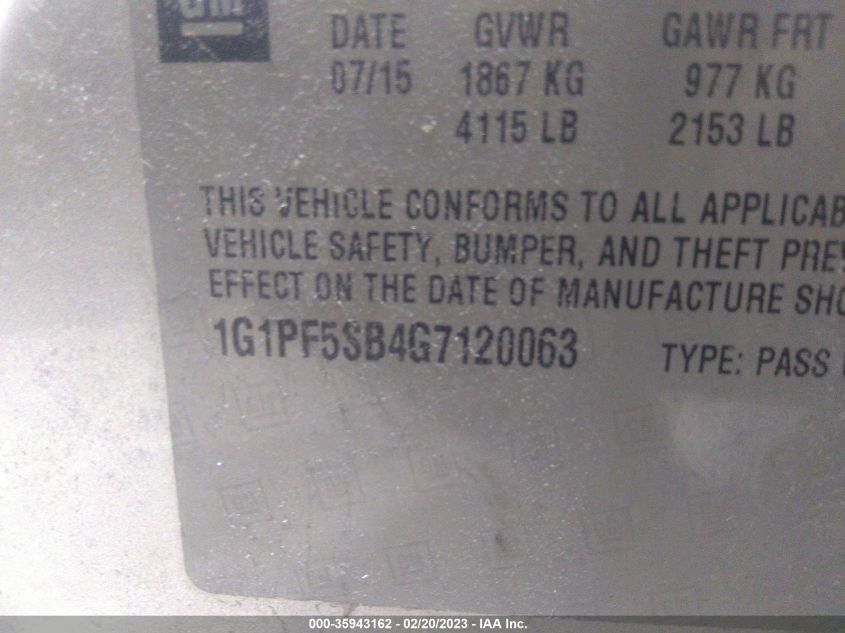 GM
DATE GVWR GAWR FRT
07/15 1867 KG 977 KG
4115 LB 2153 LB
THIS VEHICLE CONFORMS TO ALL APPLICAB
VEHICLE SAFETY, BUMPER, AND THEFT PREV
EFFECT ON THE DATE OF MANUFACTURE SHO
1G1PF5SB4G7120063 TYPE: PASS
000-35943162 - 02/20/2023 - IAA Inc.